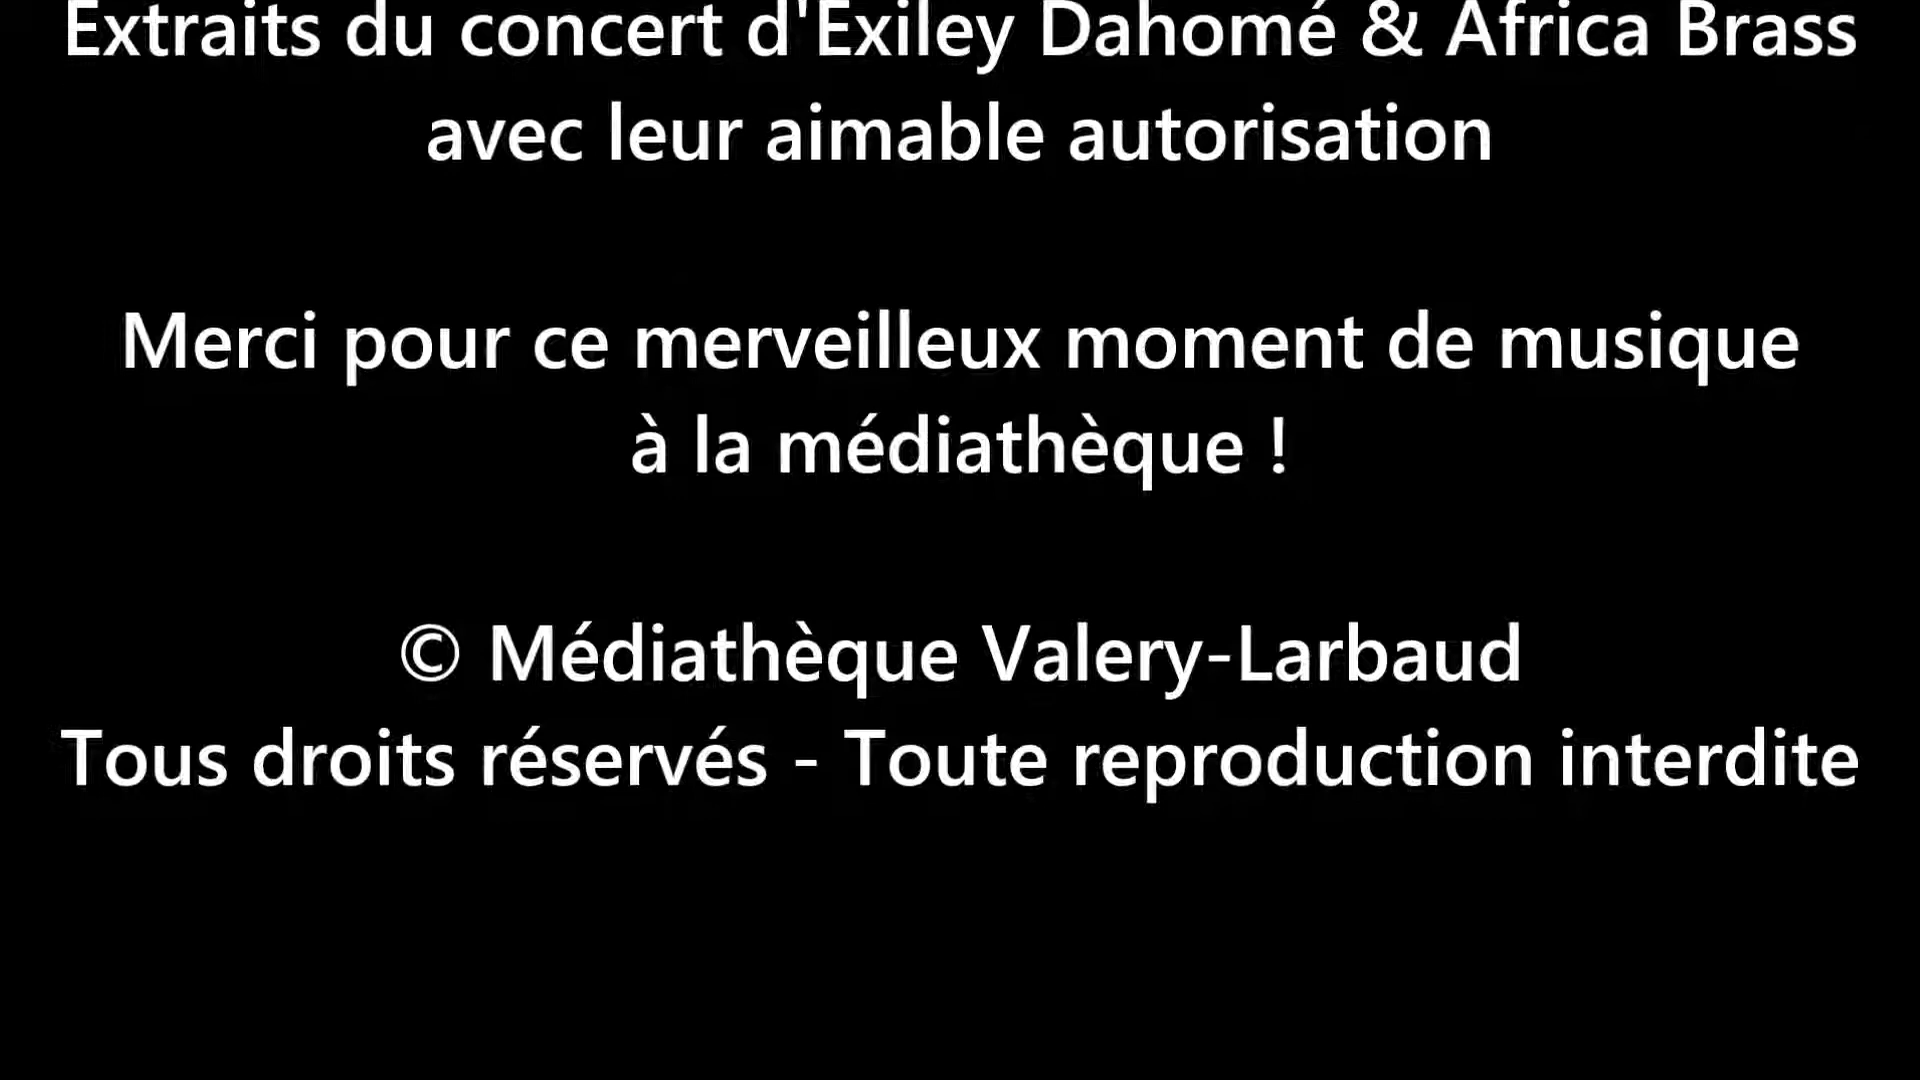 Extraits du concert d'Exiley Dahomé & Africa Brass
avec leur aimable autorisation
Merci pour ce merveilleux moment de musique
à la médiathèque !
© Médiathèque Valery-Larbaud
Tous droits réservés - Toute reproduction interdite